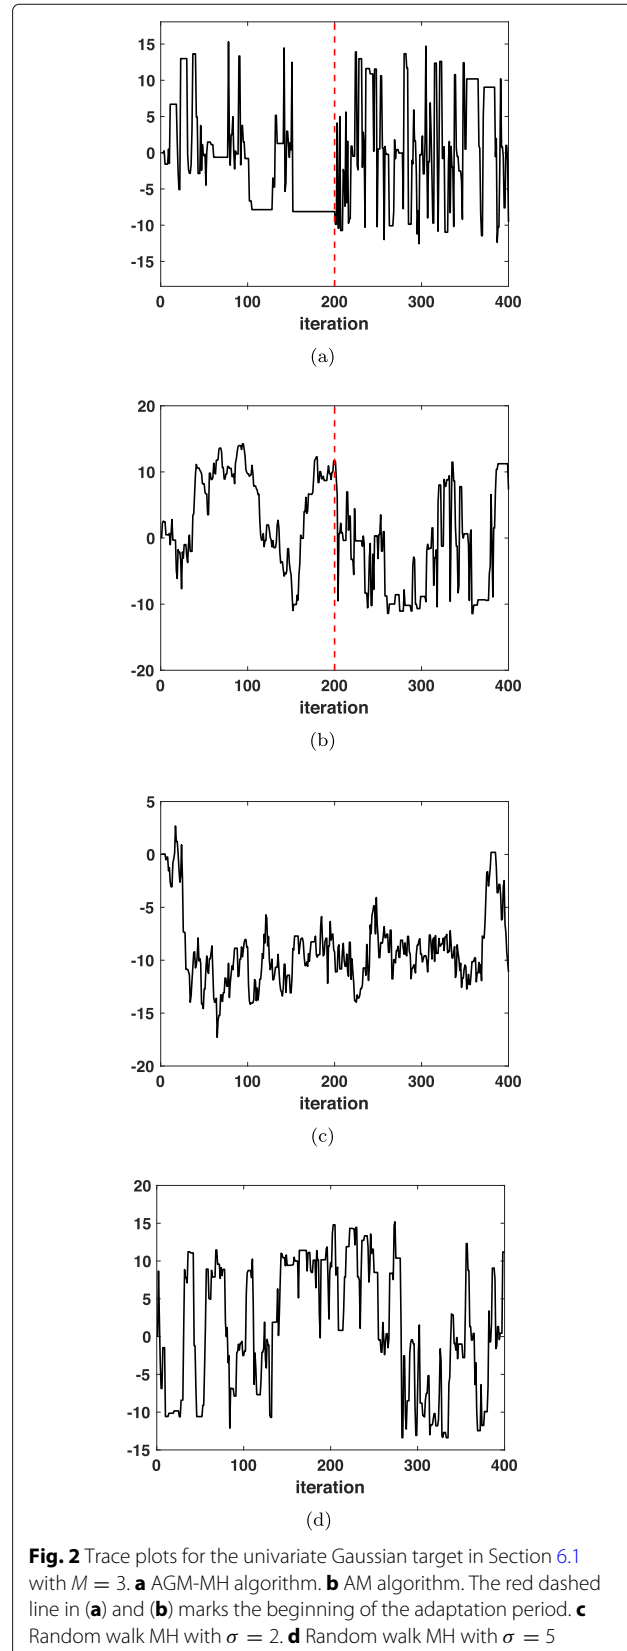 15
10
5
0
-5
-10
-15
0 100 200 300 400
iteration
(a)
20
10
0
-10
-20
0 100 200 300 400
iteration
(b)
5
0
-5
-10
-15
-20
0 100 200 300 400
iteration
(c)
20
15
10
5
0
-5
-10
-15
0 100 200 300 400
iteration
(d)
Fig. 2 Trace plots for the univariate Gaussian target in Section 6.1
with M = 3. a AGM-MH algorithm. b AM algorithm. The red dashed
line in (a) and (b) marks the beginning of the adaptation period. c
Random walk MH with σ = 2. d Random walk MH with σ = 5